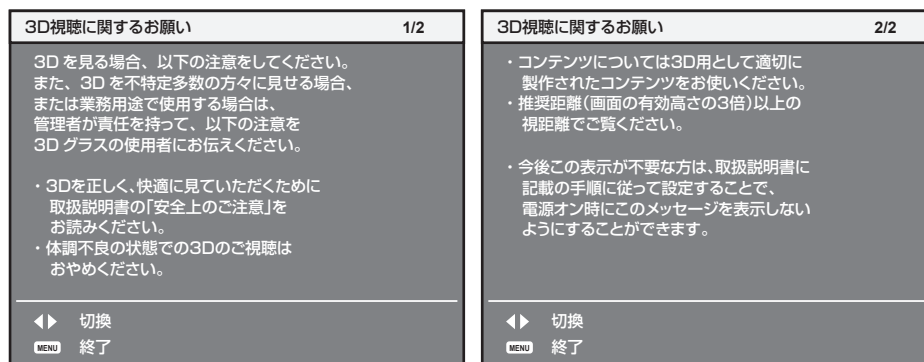 3D視聴に関するお願い 1/2
3D を見る場合、以下の注意をしてください。
また、3D を不特定多数の方々に見せる場合、
または業務用途で使用する場合は、
管理者が責任を持って、以下の注意を
3D グラスの使用者にお伝えください。
・3Dを正しく、快適に見ていただくために
取扱説明書の「安全上のご注意」を
お読みください。
・体調不良の状態での3Dのご視聴は
おやめください。
切換
MENU 終了
3D視聴に関するお願い 2/2
・コンテンツについては3D用として適切に
製作されたコンテンツをお使いください。
・推奨距離(画面の有効高さの3倍)以上の
視距離でご覧ください。
・今後この表示が不要な方は、取扱説明書に
記載の手順に従って設定することで、
電源オン時にこのメッセージを表示しない
ようにすることができます。
切換
MENU 終了